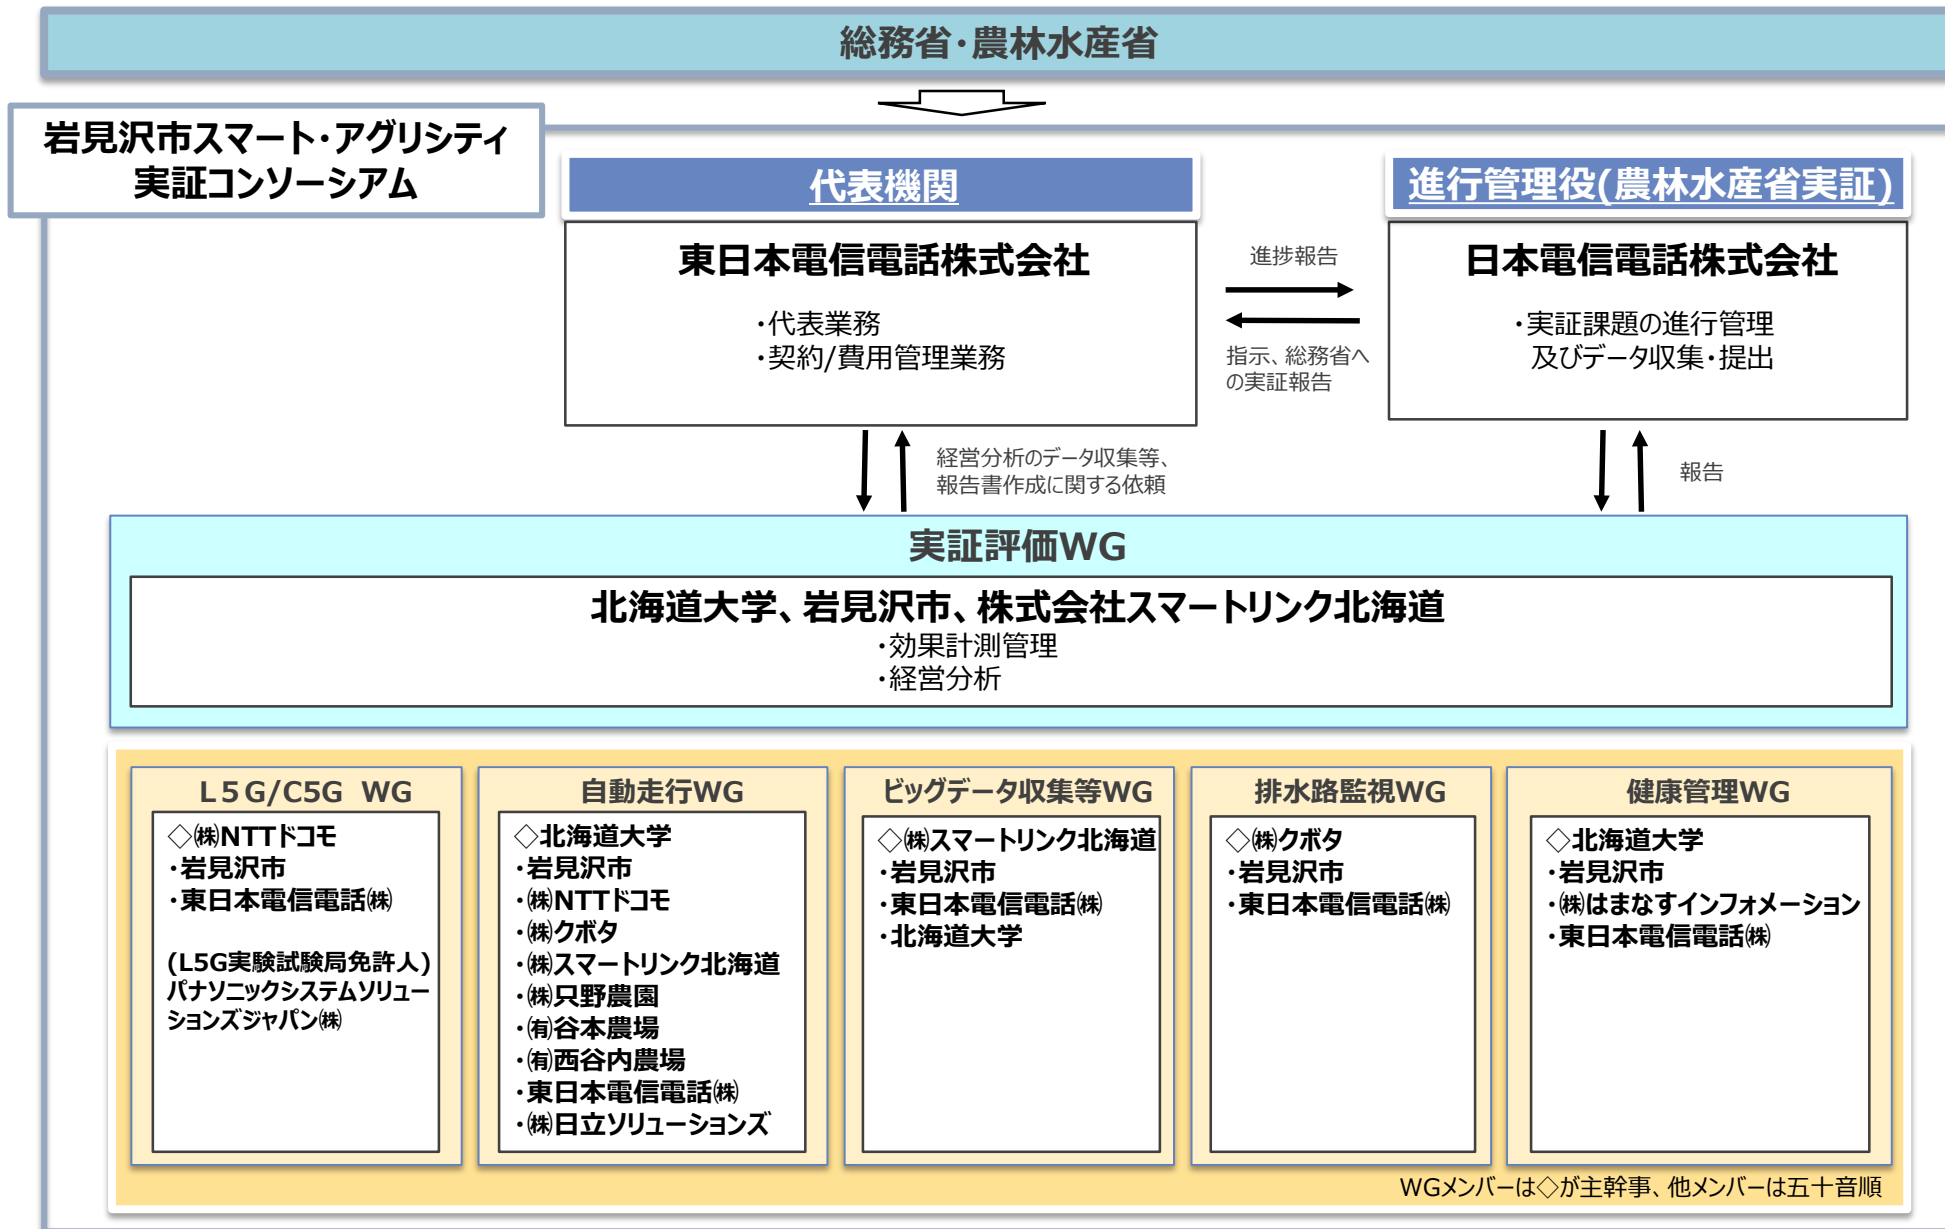 総務省・農林水産省
岩見沢市スマート・アグリシティ
実証コンソーシアム
代表機関
東日本電信電話株式会社
・代表業務
・契約/費用管理業務
進捗報告
指示、総務省へ
の実証報告
進行管理役(農林水産省実証)
日本電信電話株式会社
・実証課題の進行管理
及びデータ収集・提出
経営分析のデータ収集等、
報告書作成に関する依頼
報告
実証評価WG
北海道大学、岩見沢市、株式会社スマートリンク北海道
・効果計測管理
・経営分析
L5G/C5G WG
◇㈱NTTドコモ
・岩見沢市
・東日本電信電話㈱
(L5G実験試験局免許人)
パナソニックシステムソリュー
ションズジャパン㈱
自動走行WG
◇北海道大学
・岩見沢市
・㈱NTTドコモ
・㈱クボタ
・㈱スマートリンク北海道
・㈱只野農園
・㈲谷本農場
・㈲西谷内農場
・東日本電信電話㈱
・㈱日立ソリューションズ
ビッグデータ収集等WG
◇㈱スマートリンク北海道
・岩見沢市
・東日本電信電話㈱
・北海道大学
排水路監視WG
◇㈱クボタ
・岩見沢市
・東日本電信電話㈱
健康管理WG
◇北海道大学
・岩見沢市
・㈱はまなすインフォメーション
・東日本電信電話㈱
WGメンバーは◇が主幹事、他メンバーは五十音順